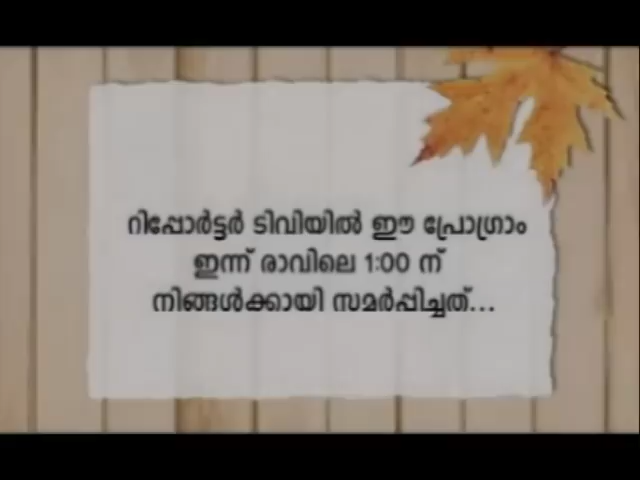 റിപ്പോർട്ടർ ടിവിയിൽ ഈ പ്രോഗ്രാം
ഇന്ന് രാവിലെ 1:00 ന്
നിങ്ങൾക്കായി സമർപ്പിച്ചത്...